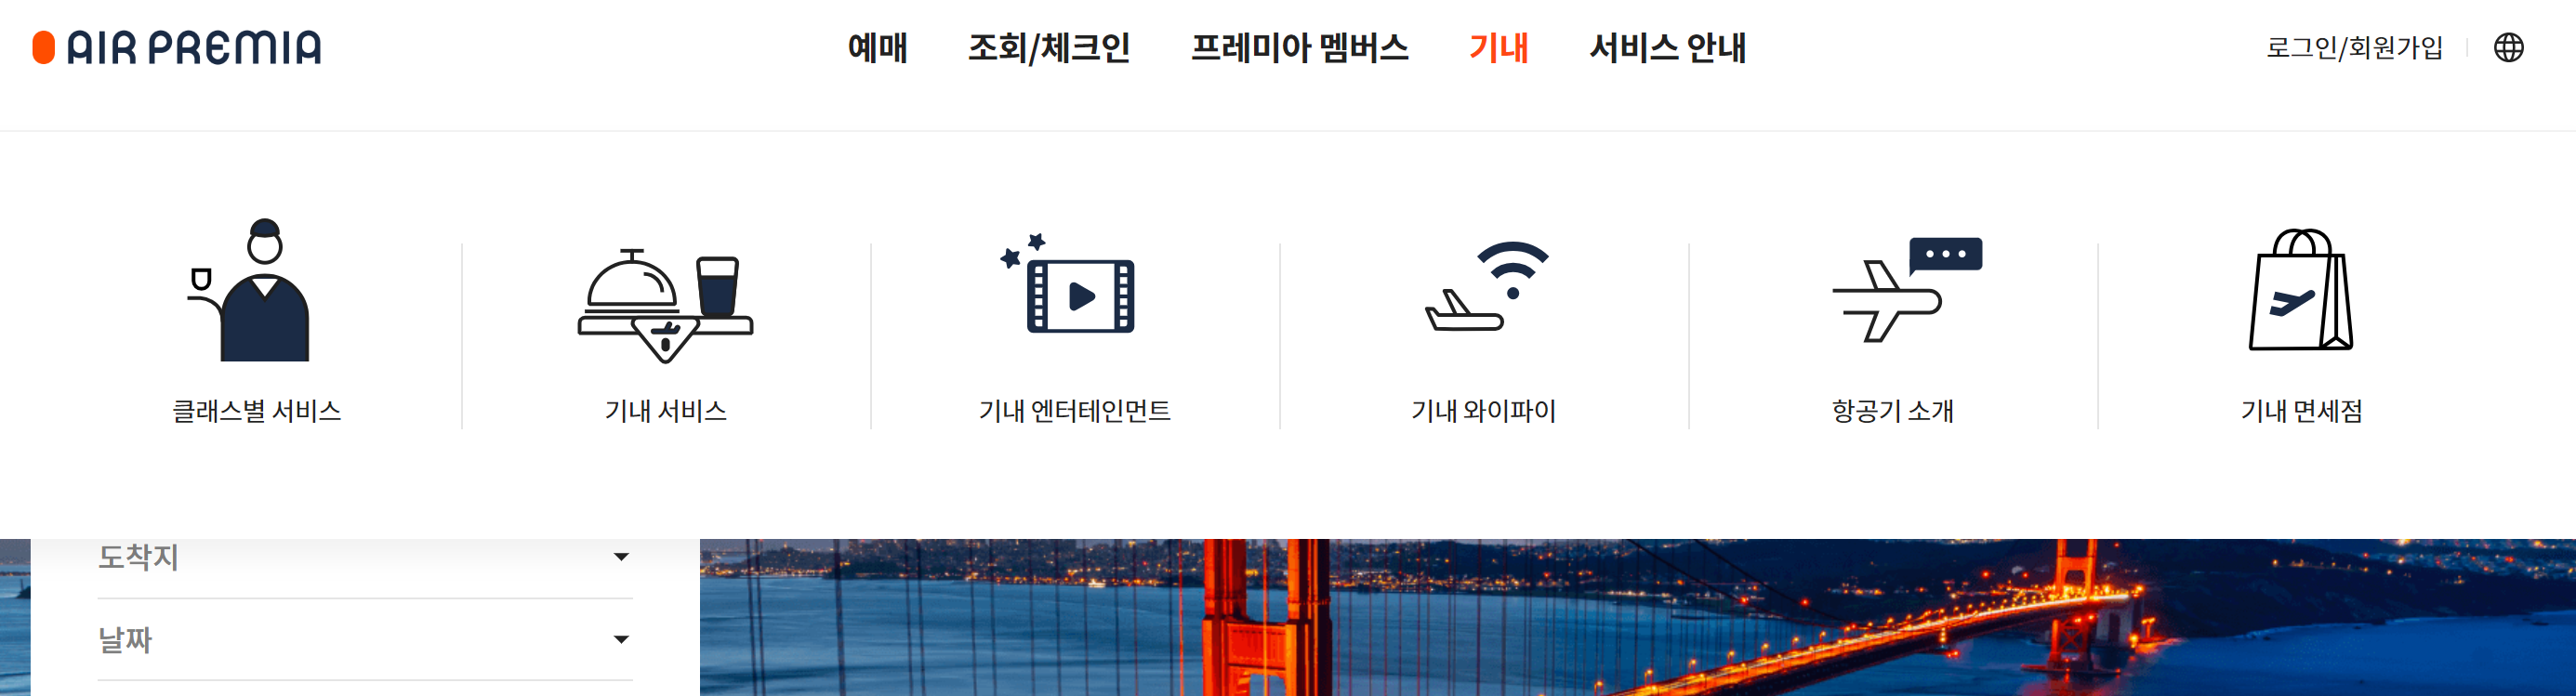 AIR PREMIA
예매 조회/체크인 프레미아 멤버스 기내 서비스 안내
로그인/회원가입
클래스별 서비스
기내 서비스
기내 엔터테인먼트
기내 와이파이
항공기 소개
기내 면세점
도착지
날짜